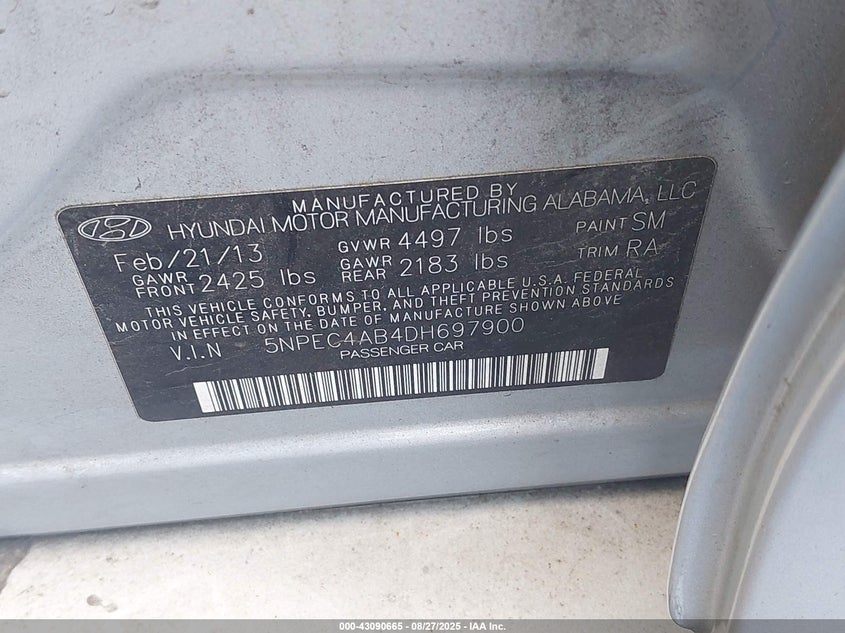 MANUFACTURED BY
HYUNDAI MOTOR MANUFACTURING ALABAMA, LLC
Feb/21/13 GVWR 4497 lbs PAINT SM
GAWR FRONT 2425 lbs GAWR REAR 2183 lbs TRIM RA
THIS VEHICLE CONFORMS TO ALL APPLICABLE U.S.A. FEDERAL
MOTOR VEHICLE SAFETY, BUMPER, AND THEFT PREVENTION STANDARDS
IN EFFECT ON THE DATE OF MANUFACTURE SHOWN ABOVE
V.I.N 5NPEC4AB4DH697900
PASSENGER CAR
000-43090665 - 08/27/2025 - IAA Inc.